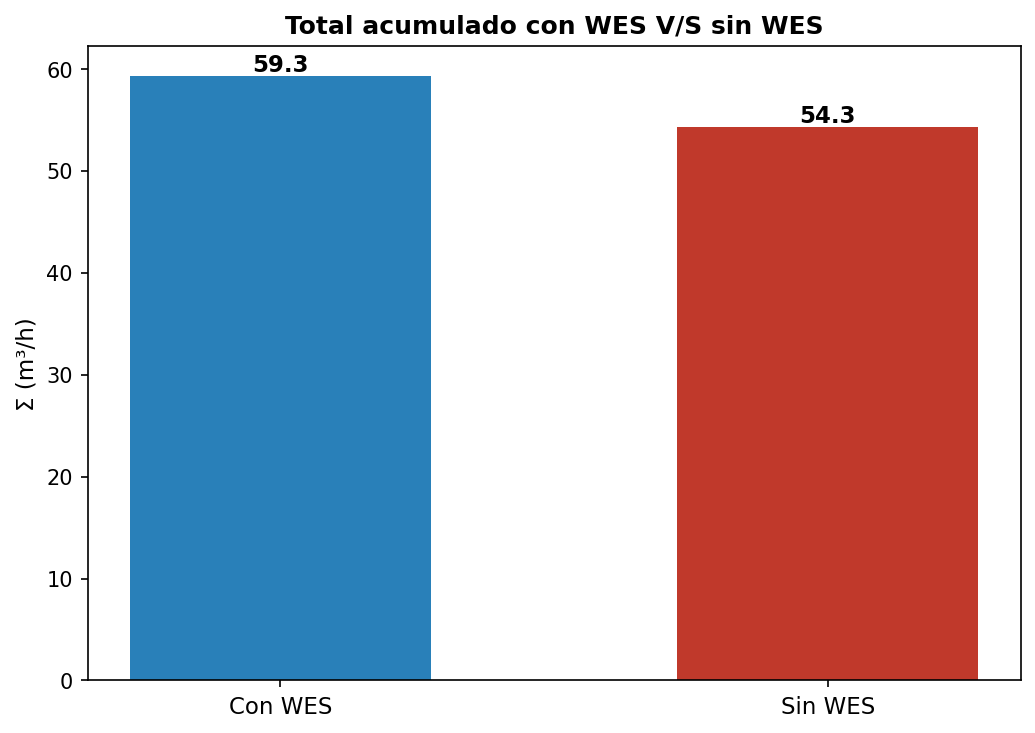 Total acumulado con WES V/S sin WES
59.3
54.3
Σ (m³/h)
60
50
40
30
20
10
0
Con WES
Sin WES